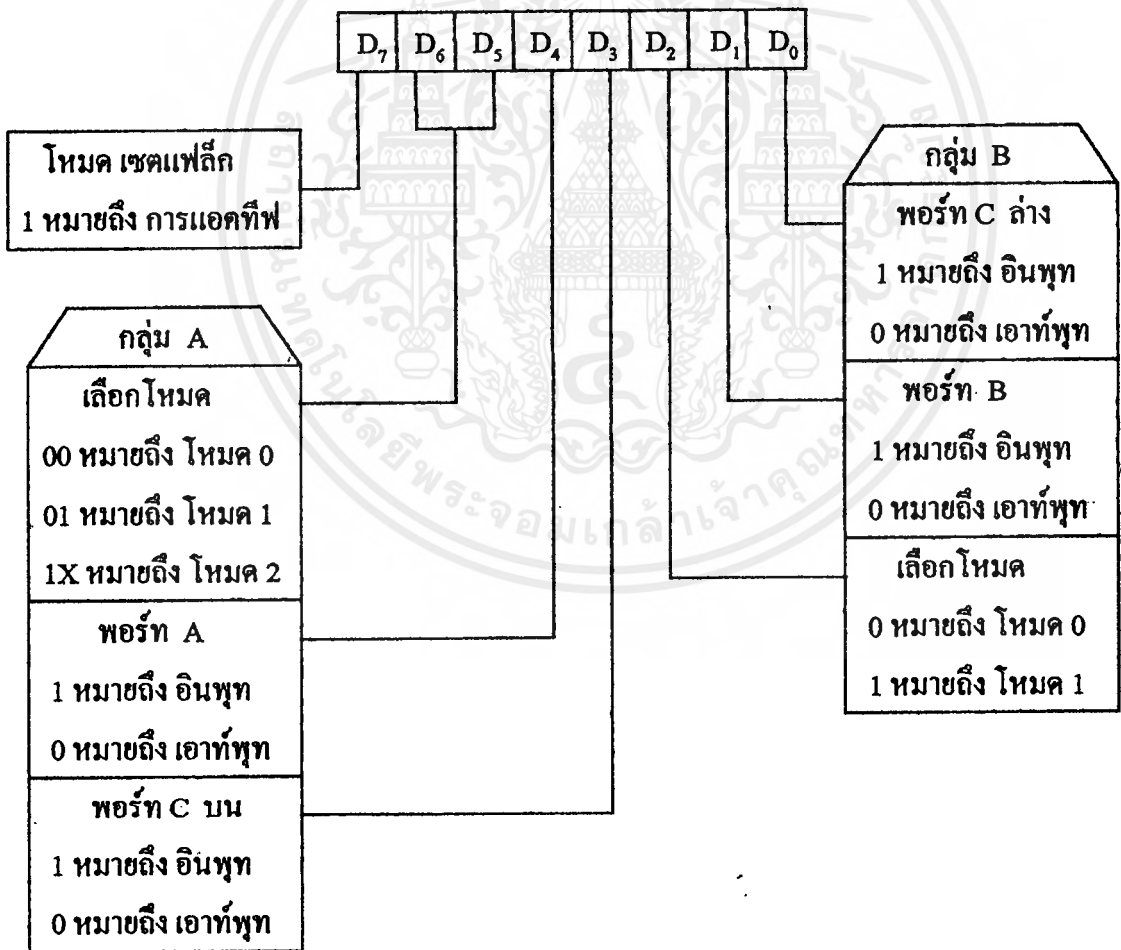 D₇ D₆ D₅ D₄ D₃ D₂ D₁ D₀
โหมด เซตแฟล็ก
1 หมายถึง การแอคทีฟ
กลุ่ม A
เลือกโหมด
00 หมายถึง โหมด 0
01 หมายถึง โหมด 1
1X หมายถึง โหมด 2
พอร์ท A
1 หมายถึง อินพุท
0 หมายถึง เอาท์พุท
พอร์ท C บน
1 หมายถึง อินพุท
0 หมายถึง เอาท์พุท
กลุ่ม B
พอร์ท C ล่าง
1 หมายถึง อินพุท
0 หมายถึง เอาท์พุท
พอร์ท B
1 หมายถึง อินพุท
0 หมายถึง เอาท์พุท
เลือกโหมด
0 หมายถึง โหมด 0
1 หมายถึง โหมด 1